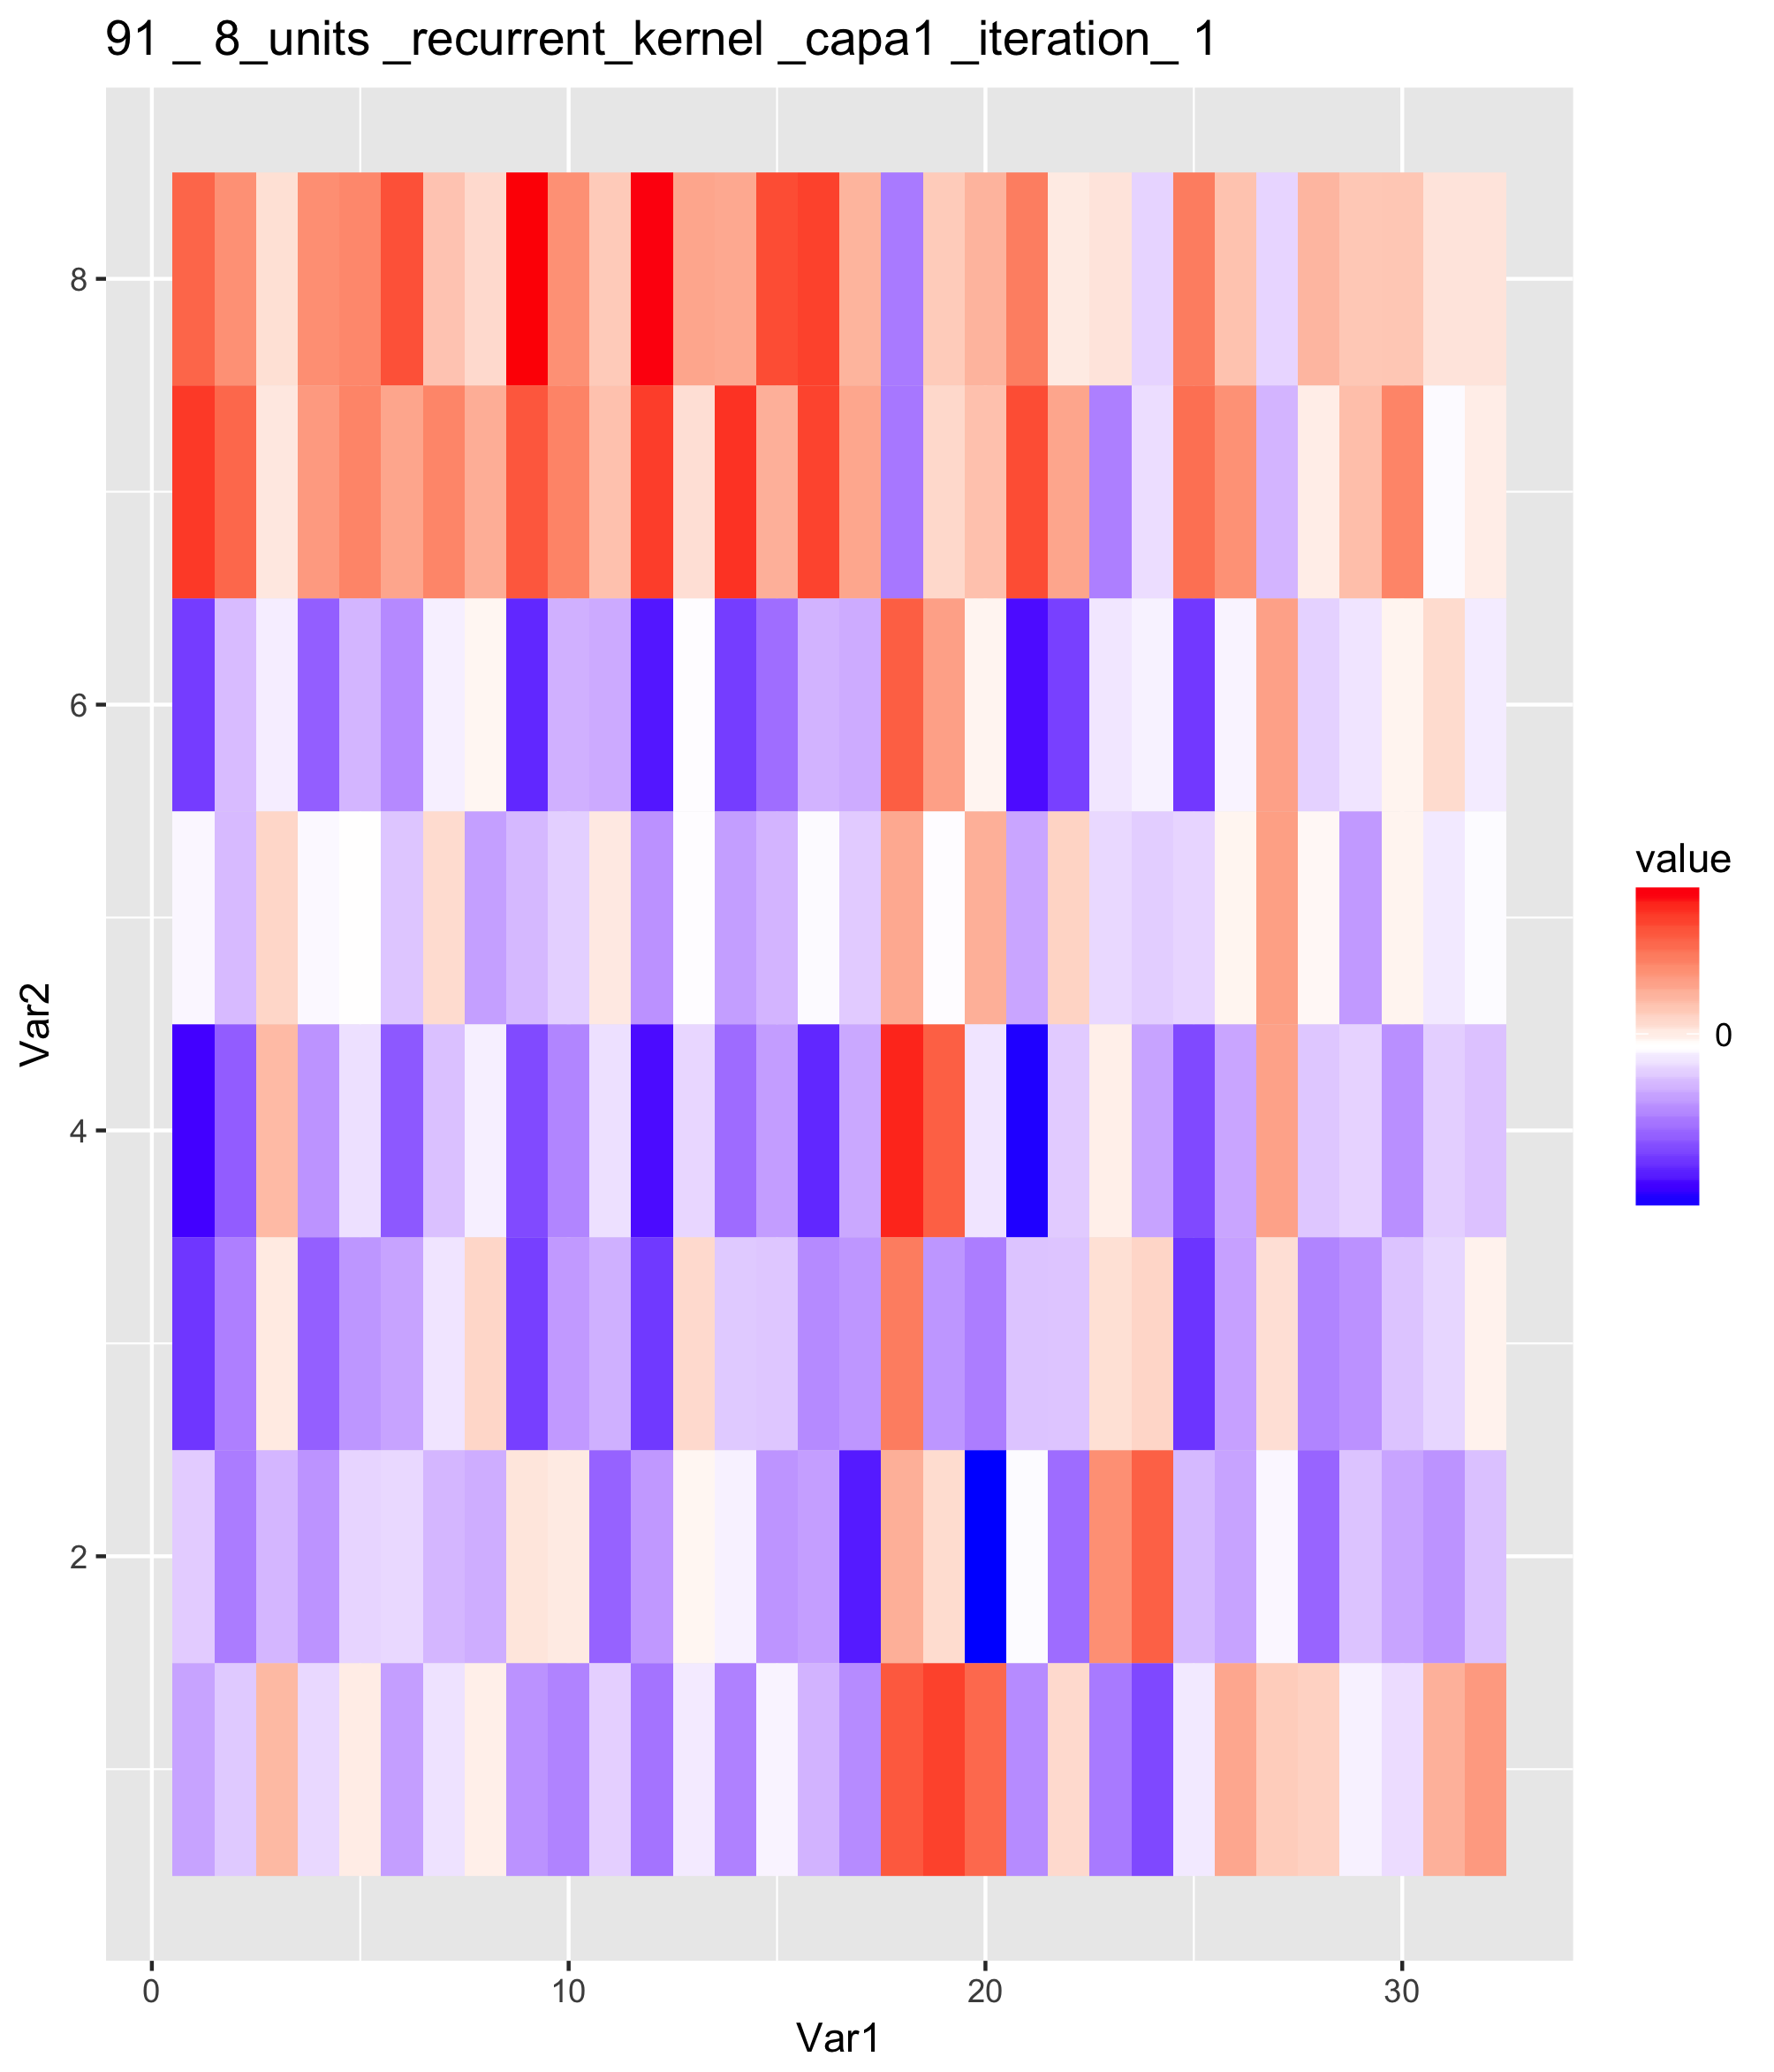 91 _ 8_units _recurrent_kernel _capa1 _iteration_ 1
8
6
4
2
Var2
0
10
20
30
Var1
value
0